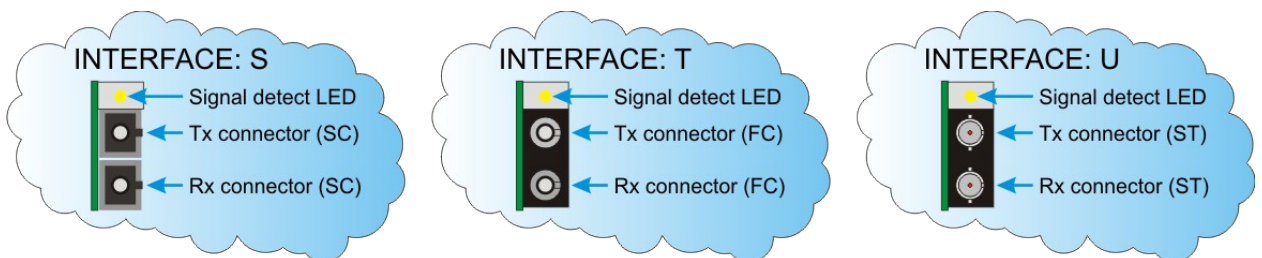 INTERFACE: S
Signal detect LED
Tx connector (SC)
Rx connector (SC)
INTERFACE: T
Signal detect LED
Tx connector (FC)
Rx connector (FC)
INTERFACE: U
Signal detect LED
Tx connector (ST)
Rx connector (ST)